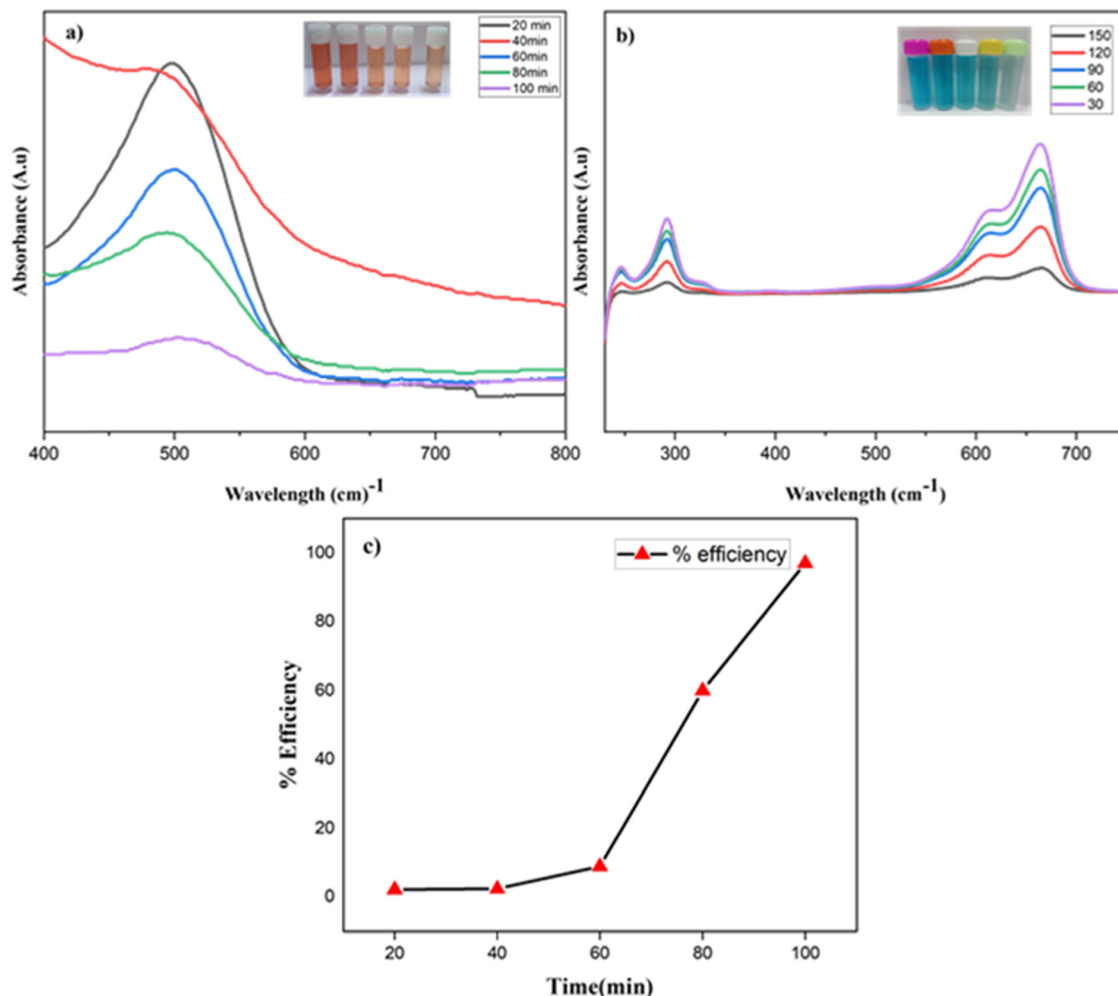 a)
20 min
40min
60min
80min
100 min
Absorbance (A.u)
400 500 600 700 800
Wavelength (cm)-1
b)
150
120
90
60
30
Absorbance (A.u)
300 400 500 600 700
Wavelength (cm-1)
c)
% efficiency
% Efficiency
100
80
60
40
20
0
20 40 60 80 100
Time(min)